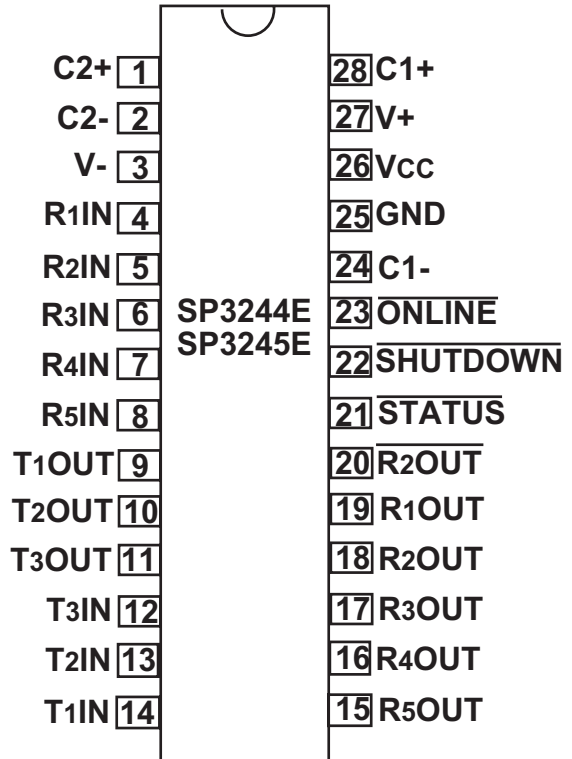 C2+ 1
C2- 2
V- 3
R1IN 4
R2IN 5
R3IN 6
R4IN 7
R5IN 8
T1OUT 9
T2OUT 10
T3OUT 11
T3IN 12
T2IN 13
T1IN 14
SP3244E
SP3245E
28 C1+
27 V+
26 VCC
25 GND
24 C1-
23 ONLINE
22 SHUTDOWN
21 STATUS
20 R2OUT
19 R1OUT
18 R2OUT
17 R3OUT
16 R4OUT
15 R5OUT